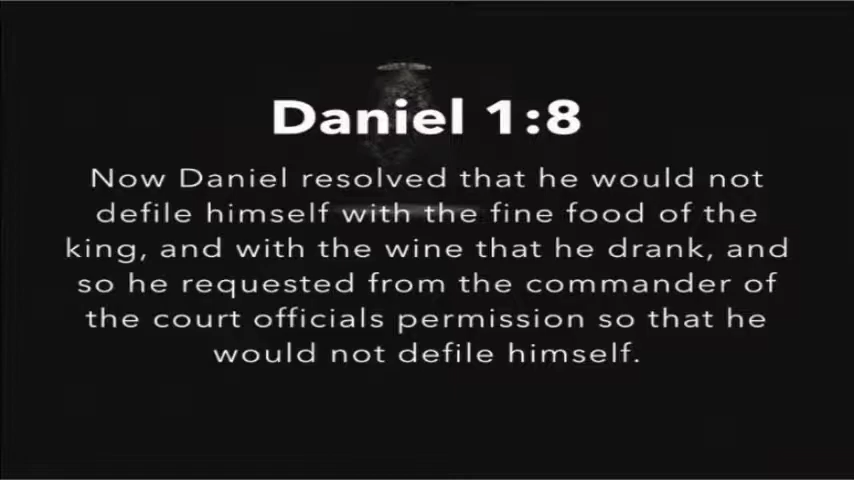 Daniel 1:8
Now Daniel resolved that he would not
defile himself with the fine food of the
king, and with the wine that he drank, and
so he requested from the commander of
the court officials permission so that he
would not defile himself.